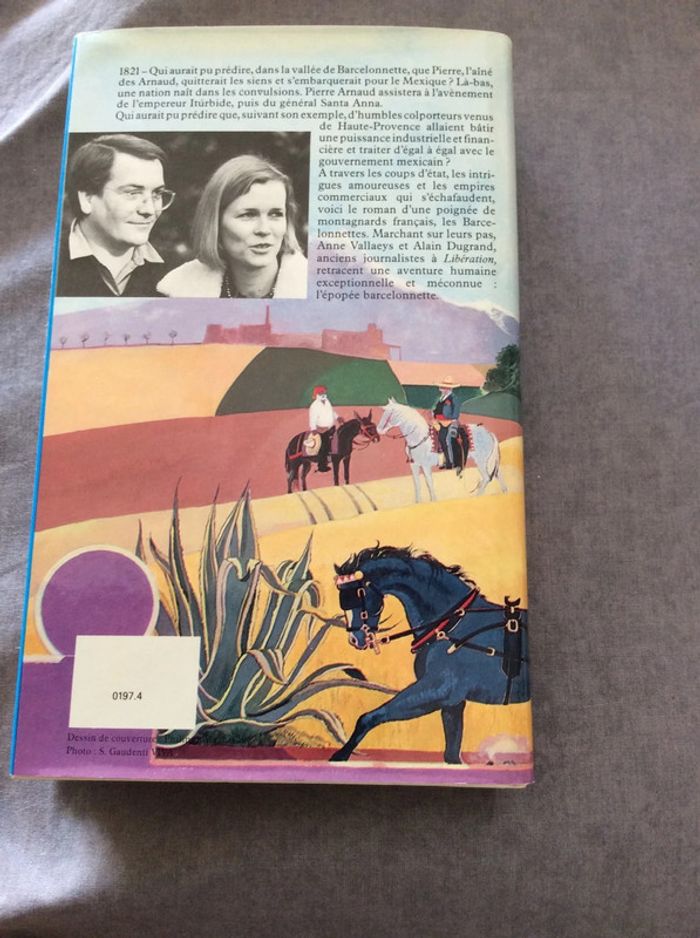 1821 – Qui aurait pu prédire, dans la vallée de Barcelonnette, que Pierre, l'aîné
des Arnaud, quitterait les siens et s'embarquerait pour le Mexique ? Là-bas,
une nation naît dans les convulsions. Pierre Arnaud assistera à l'avènement
de l'empereur Itúrbide, puis du général Santa Anna.
Qui aurait pu prédire que, suivant son exemple, d'humbles colporteurs venus
de Haute-Provence allaient bâtir
une puissance industrielle et finan-
cière et traiter d'égal à égal avec le
gouvernement mexicain ?
A travers les coups d'état, les intri-
gues amoureuses et les empires
commerciaux qui s'échafaudent,
voici le roman d'une poignée de
montagnards français, les Barce-
lonnettes. Marchant sur leurs pas,
Anne Vallaeys et Alain Dugrand,
anciens journalistes à Libération,
retracent une aventure humaine
exceptionnelle et méconnue :
l'épopée barcelonnette.
0197.4
Dessin de couverture
Photo : S. Gaudenti